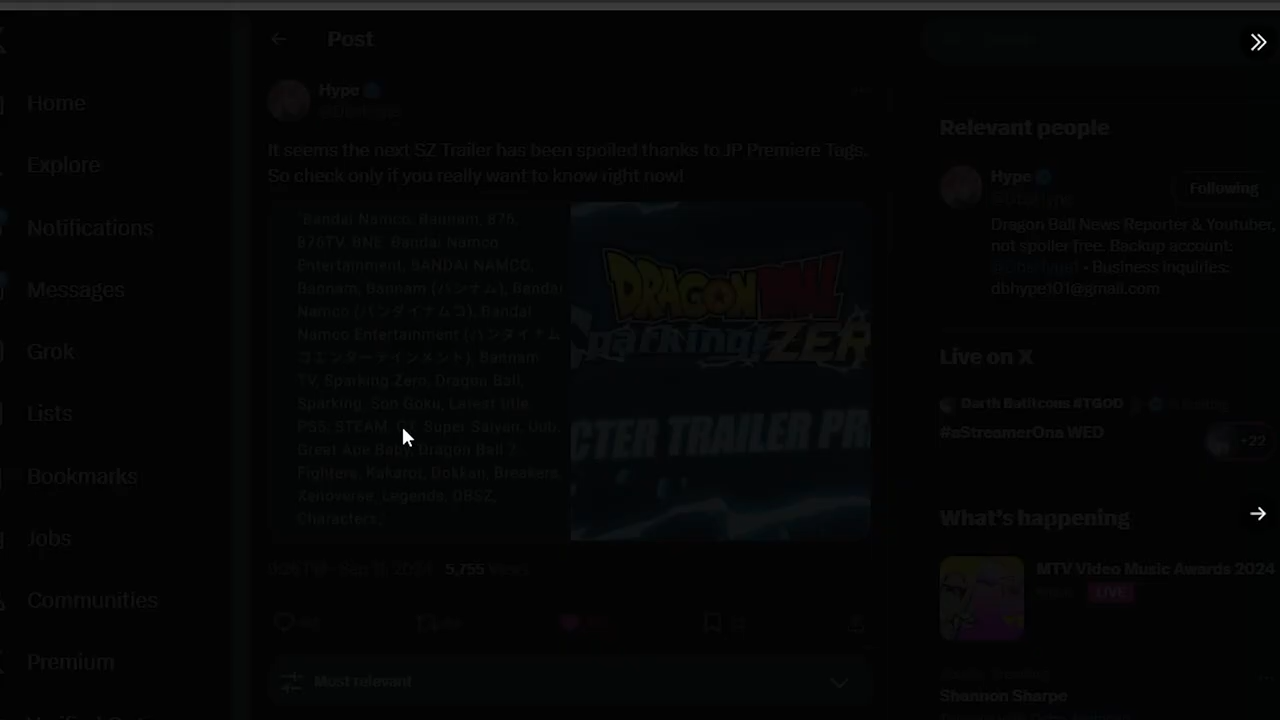 Post
Home
Explore
Notifications
Messages
Grok
Lists
Bookmarks
Jobs
Communities
Premium
Hype
It seems the next SZ Trailer has been spoiled thanks to JP Premiere Tags.
So check only if you really want to know right now!
Bandai Namco, Bannam, 876,
876TV, BNE, Bandai Namco
Entertainment, BANDAI NAMCO,
Bannam, Bannam (バンナム), Bandai
Namco (バンダイナムコ), Bandai
Namco Entertainment (バンダイナム
コエンターテインメント), Bannam
TV, Sparking Zero, Dragon Ball,
Sparking, Son Goku, Latest title,
PS5, STEAM, GT, Super Saiyan, Uub,
Great Ape Baby, Dragon Ball Z
Fighters, Kakarot, Dokkan, Breakers,
Xenoverse, Legends, DBSZ,
Characters,
DRAGON BALL
Sparking! ZER
CTER TRAILER PR
5,755 Views
Most relevant
Relevant people
Hype
Following
Dragon Ball News Reporter & Youtuber,
not spoiler free. Backup account:
• Business inquiries:
dbhype101@gmail.com
Live on X
Darth Batitcous #TGOD
#aStreamerOna WED
+22
What's happening
MTV Video Music Awards 2024
LIVE
Shannon Sharpe